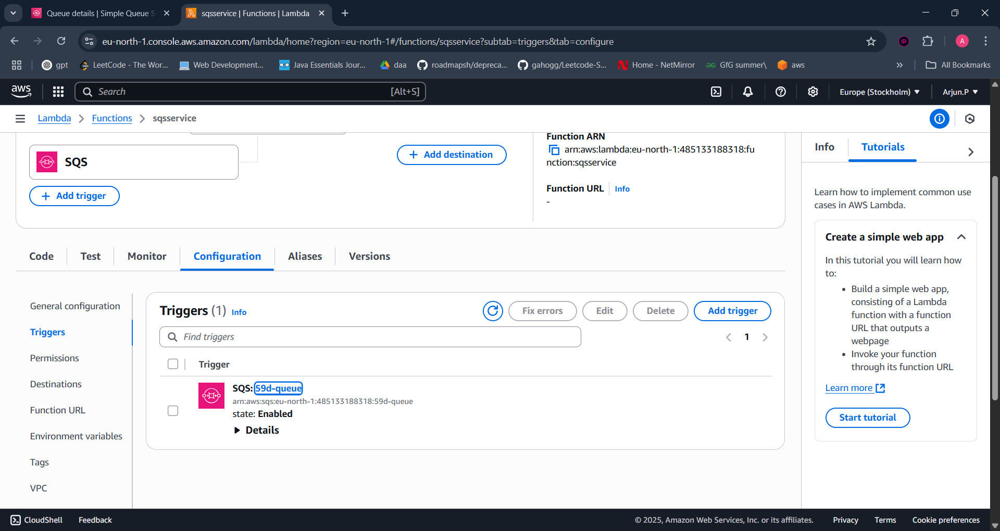 Queue details | Simple Queue S
sqsservice | Functions | Lambda
eu-north-1.console.aws.amazon.com/lambda/home?region=eu-north-1#/functions/sqsservice?subtab=triggers&tab=configure
A
gpt
LeetCode - The Wor...
Web Development...
Java Essentials Jour...
daa
roadmapsh/depreca...
gahogg/Leetcode-S...
Home - NetMirror
GfG summer\
aws
All Bookmarks
aws
Search
[Alt+S]
Europe (Stockholm)
Arjun.P
Lambda
Functions
sqsservice
SQS
Add trigger
Add destination
Function ARN
arn:aws:lambda:eu-north-1:485133188318:fu
nction:sqsservice
Function URL
Info
-
Code
Test
Monitor
Configuration
Aliases
Versions
General configuration
Triggers
Permissions
Destinations
Function URL
Environment variables
Tags
VPC
Triggers (1) Info
Fix errors
Edit
Delete
Add trigger
Find triggers
1
Trigger
SQS: 59d-queue
arn:aws:sqs:eu-north-1:485133188318:59d-queue
state: Enabled
Details
Info
Tutorials
Learn how to implement common use
cases in AWS Lambda.
Create a simple web app
In this tutorial you will learn how
to:
• Build a simple web app,
consisting of a Lambda
function with a function
URL that outputs a
webpage
• Invoke your function
through its function URL
Learn more
Start tutorial
CloudShell
Feedback
© 2025, Amazon Web Services, Inc. or its affiliates.
Privacy
Terms
Cookie preferences